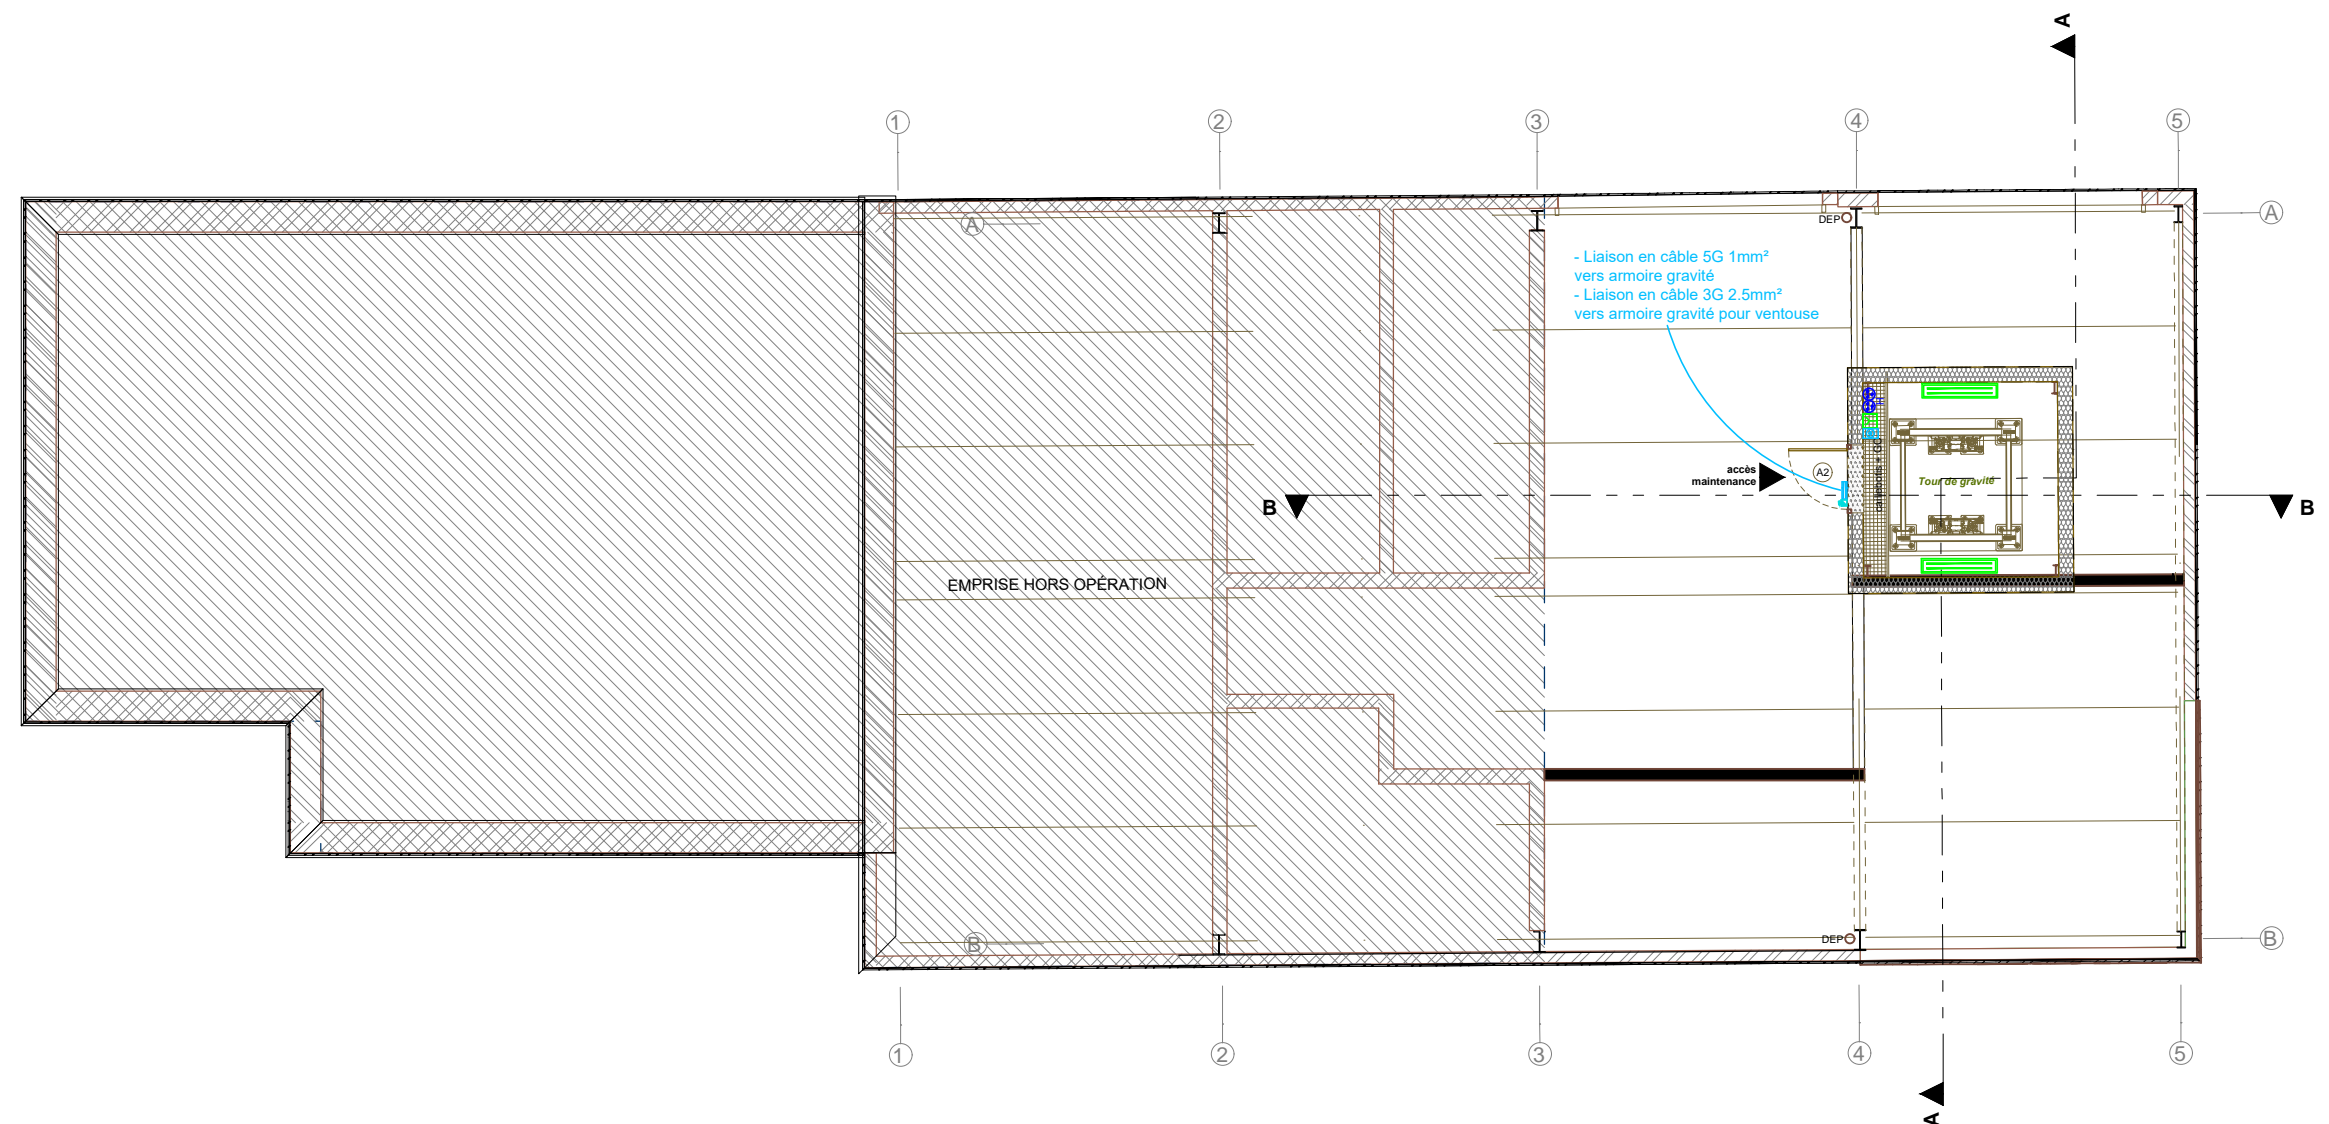 A
1
2
3
4
5
A
DEP
A
- Liaison en câble 5G 1mm²
vers armoire gravité
- Liaison en câble 3G 2.5mm²
vers armoire gravité pour ventouse
accès
maintenance
A2
Tour de gravité
B
B
EMPRISE HORS OPÉRATION
B
DEP
B
1
2
3
4
5
A